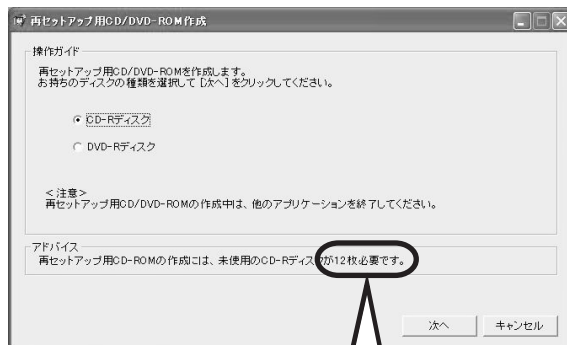 再セットアップ用CD/DVD-ROM作成
操作ガイド
再セットアップ用CD/DVD-ROMを作成します。
お持ちのディスクの種類を選択して [次へ] をクリックしてください。
CD-Rディスク
DVD-Rディスク
<注意>
再セットアップ用CD/DVD-ROMの作成中は、他のアプリケーションを終了してください。
アドバイス
再セットアップ用CD-ROMの作成には、未使用のCD-Rディスクが12枚必要です。
次へ
キャンセル